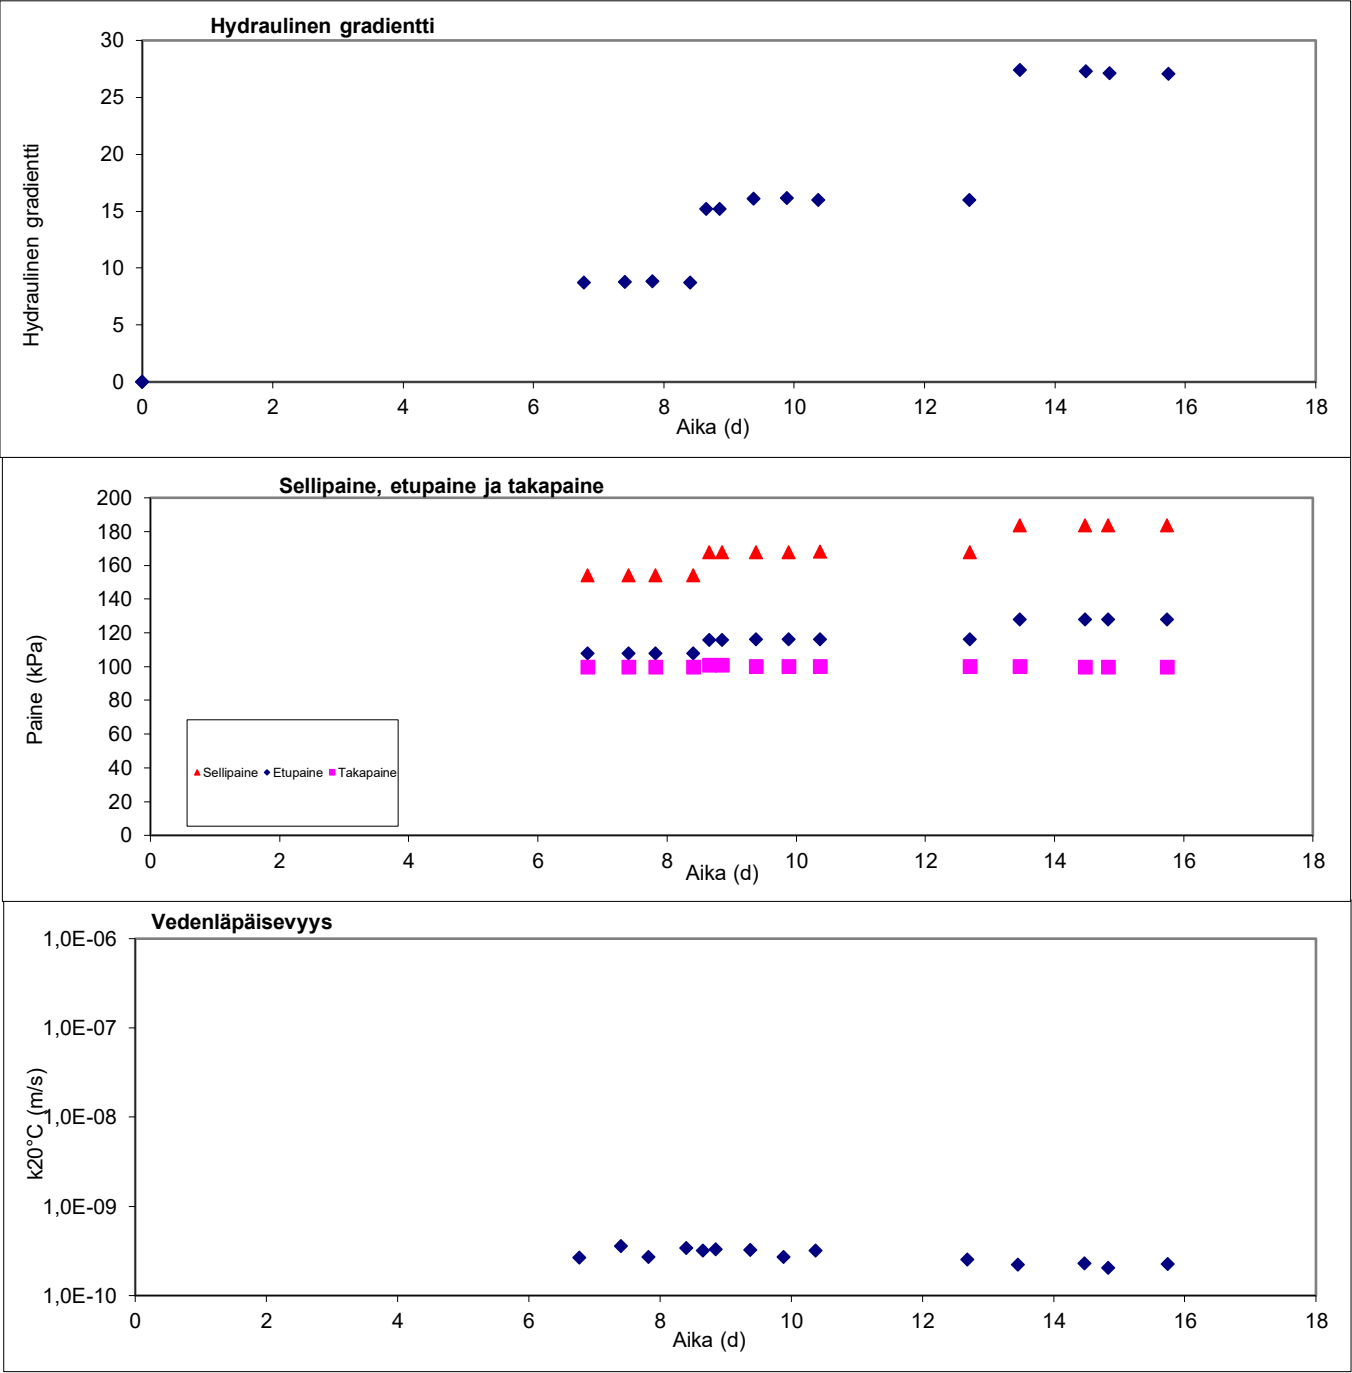 Hydraulinen gradientti
30
25
20
15
10
5
0
Hydraulinen gradientti
0 2 4 6 8 10 12 14 16 18
Aika (d)
Sellipaine, etupaine ja takapaine
200
180
160
140
120
100
80
60
40
20
0
Paine (kPa)
Sellipaine Etupaine Takapaine
0 2 4 6 8 10 12 14 16 18
Aika (d)
Vedenläpäisevyys
1,0E-06
1,0E-07
1,0E-08
1,0E-09
1,0E-10
k20°C (m/s)
0 2 4 6 8 10 12 14 16 18
Aika (d)